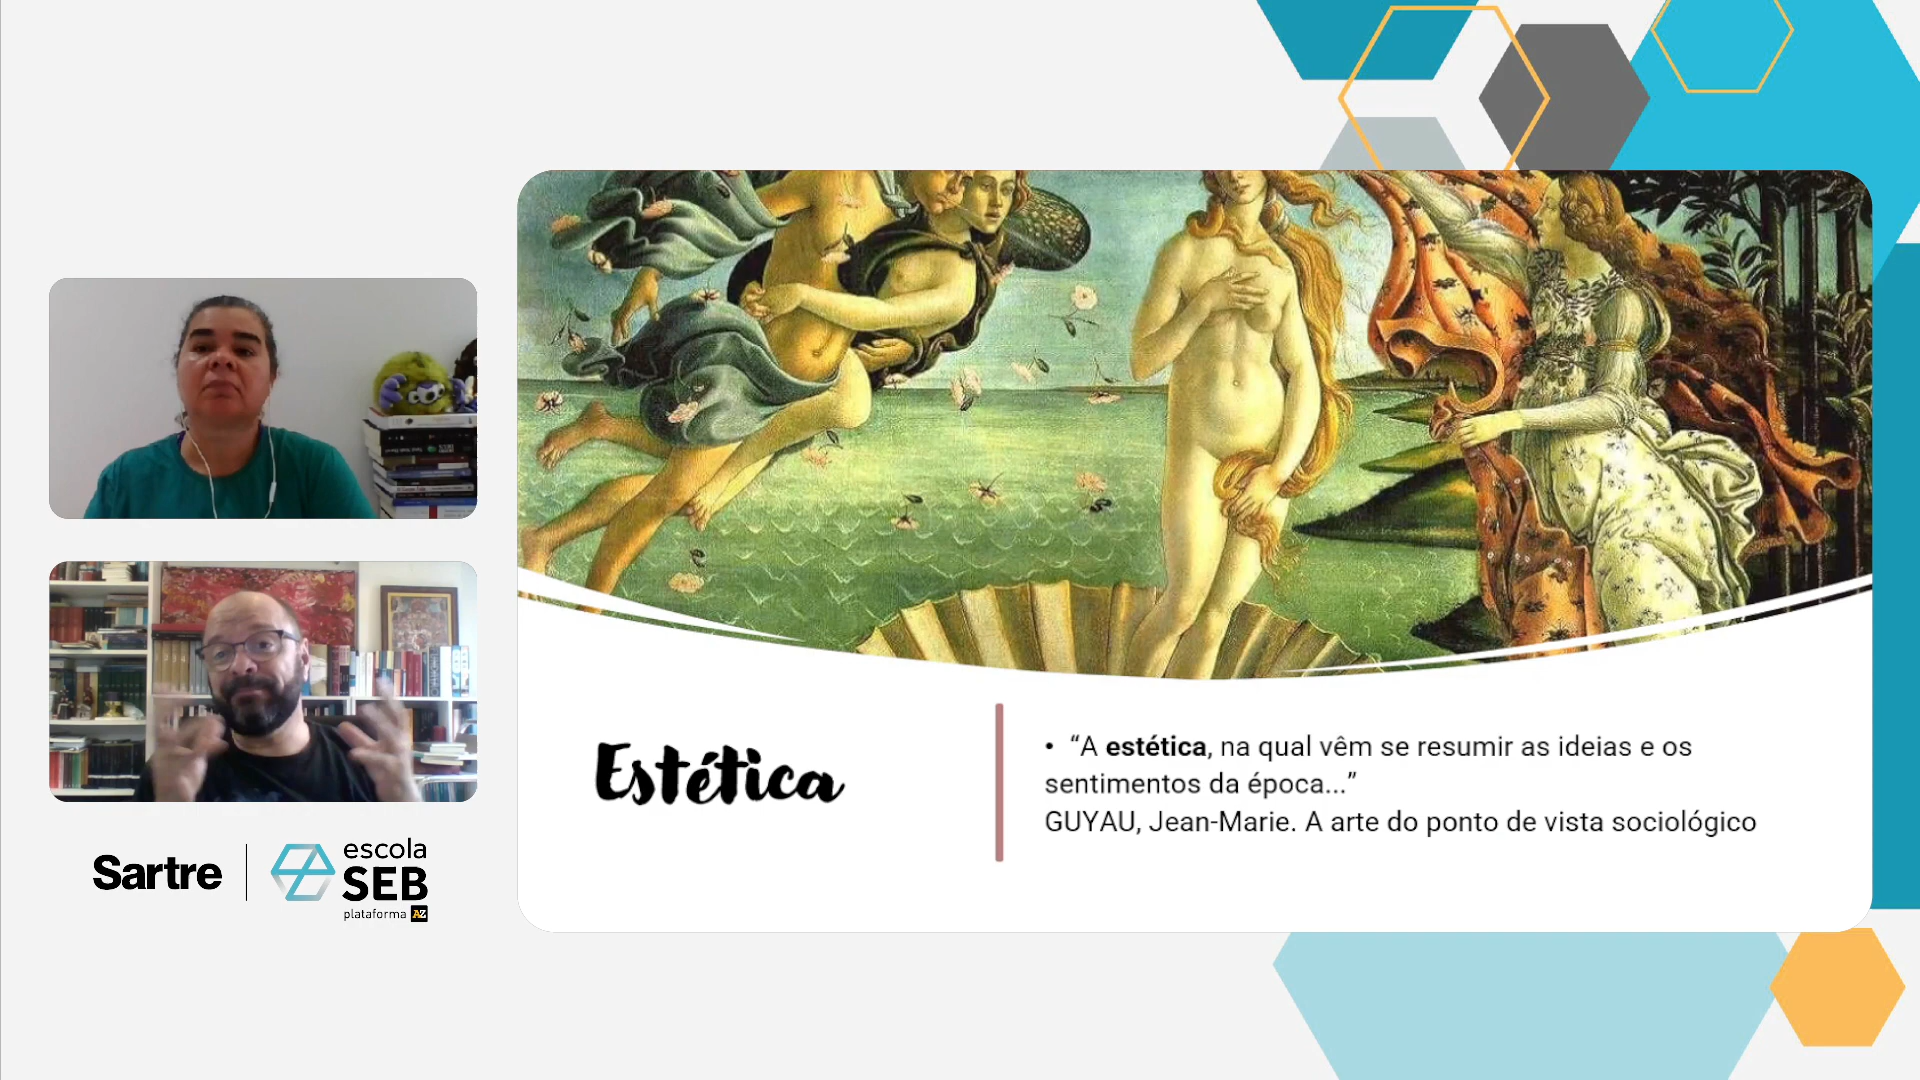 Sartre
escola
SEB
plataforma AZ
Estética
• “A estética, na qual vêm se resumir as ideias e os
sentimentos da época...”
GUYAU, Jean-Marie. A arte do ponto de vista sociológico